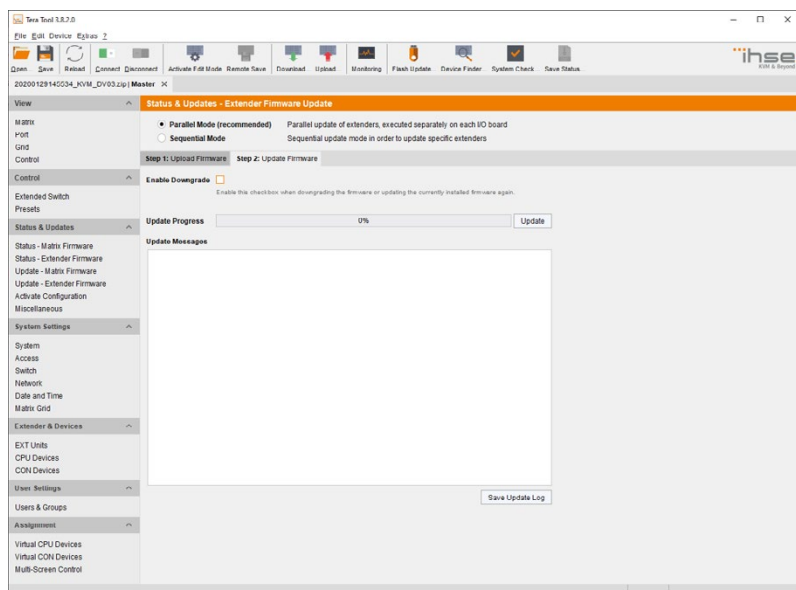 Tera Tool 3.8.2.0
File Edit Device Extras ?
Open Save Reload Connect Disconnect Activate Edit Mode Remote Save Download Upload Monitoring Flash Update Device Finder System Check Save Status
ihse
KVM & Beyond
20200129145534_KVM_DV03.zip | Master
View
Matrix
Port
Grid
Control
Control
Extended Switch
Presets
Status & Updates
Status - Matrix Firmware
Status - Extender Firmware
Update - Matrix Firmware
Update - Extender Firmware
Activate Configuration
Miscellaneous
System Settings
System
Access
Switch
Network
Date and Time
Matrix Grid
Extender & Devices
EXT Units
CPU Devices
CON Devices
User Settings
Users & Groups
Assignment
Virtual CPU Devices
Virtual CON Devices
Multi-Screen Control
Status & Updates - Extender Firmware Update
Parallel Mode (recommended) Parallel update of extenders, executed separately on each I/O board
Sequential Mode Sequential update mode in order to update specific extenders
Step 1: Upload Firmware Step 2: Update Firmware
Enable Downgrade
Enable this checkbox when downgrading the firmware or updating the currently installed firmware again.
Update Progress 0% Update
Update Messages
Save Update Log